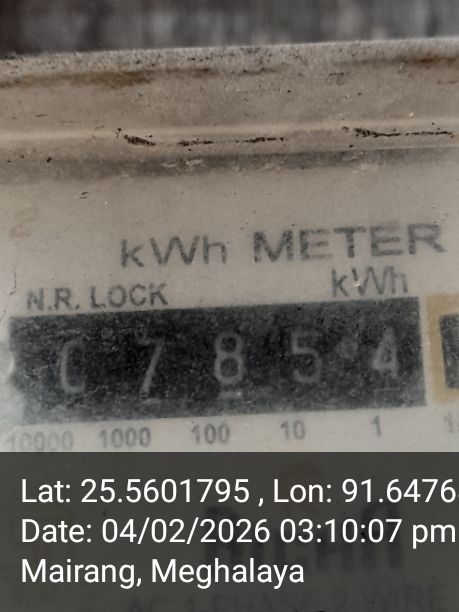 kWh METER
N.R. LOCK kWh
0 7 8 5 4
10000 1000 100 10 1
Lat: 25.5601795 , Lon: 91.6476
Date: 04/02/2026 03:10:07 pm
Mairang, Meghalaya